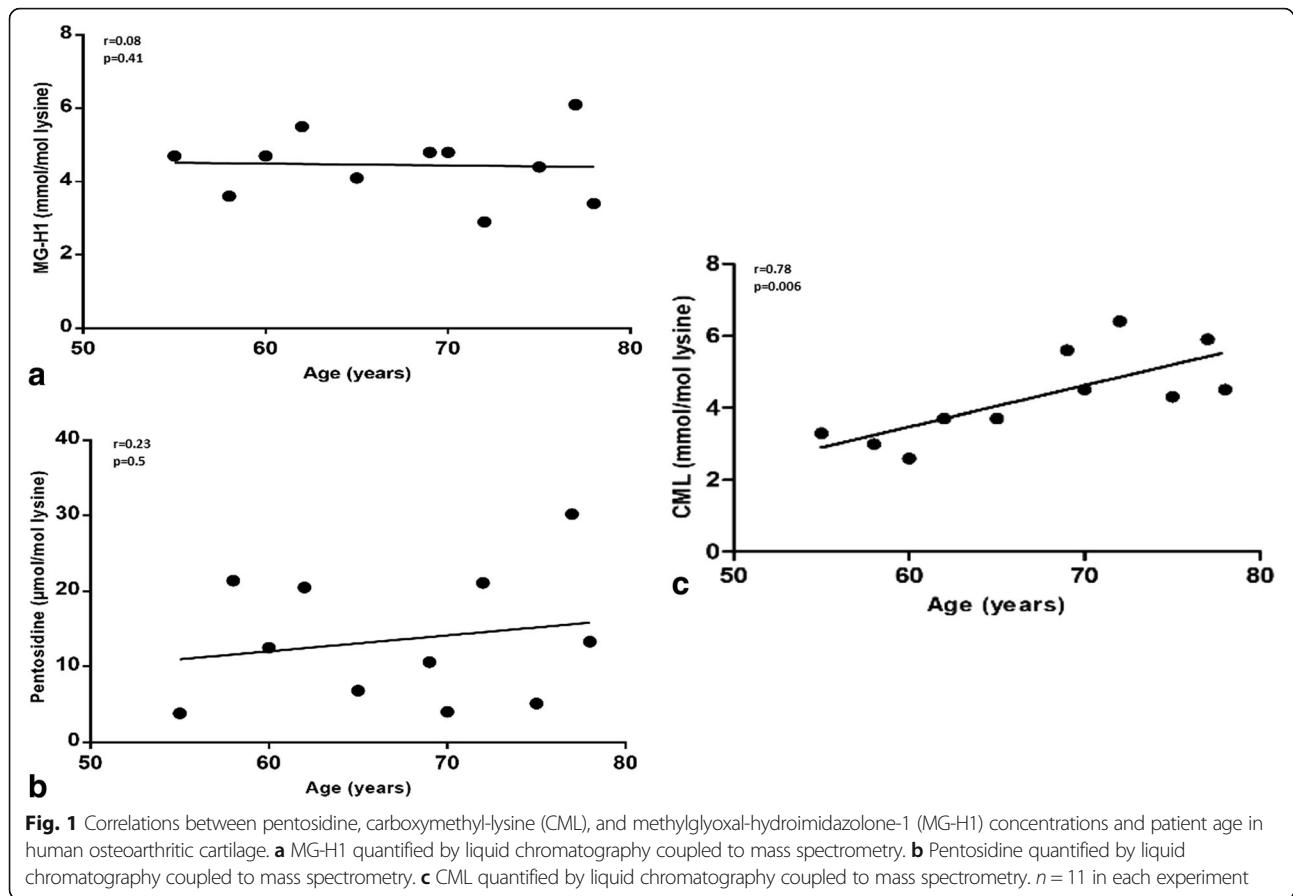 8
6
4
2
0
r=0.08
p=0.41
MG-H1 (mmol/mol lysine)
50 60 70 80
Age (years)
a
40
30
20
10
0
r=0.23
p=0.5
Pentosidine (µmol/mol lysine)
50 60 70 80
Age (years)
b
8
6
4
2
0
r=0.78
p=0.006
CML (mmol/mol lysine)
50 60 70 80
Age (years)
c
Fig. 1 Correlations between pentosidine, carboxymethyl-lysine (CML), and methylglyoxal-hydroimidazolone-1 (MG-H1) concentrations and patient age in
human osteoarthritic cartilage. a MG-H1 quantified by liquid chromatography coupled to mass spectrometry. b Pentosidine quantified by liquid
chromatography coupled to mass spectrometry. c CML quantified by liquid chromatography coupled to mass spectrometry. n = 11 in each experiment